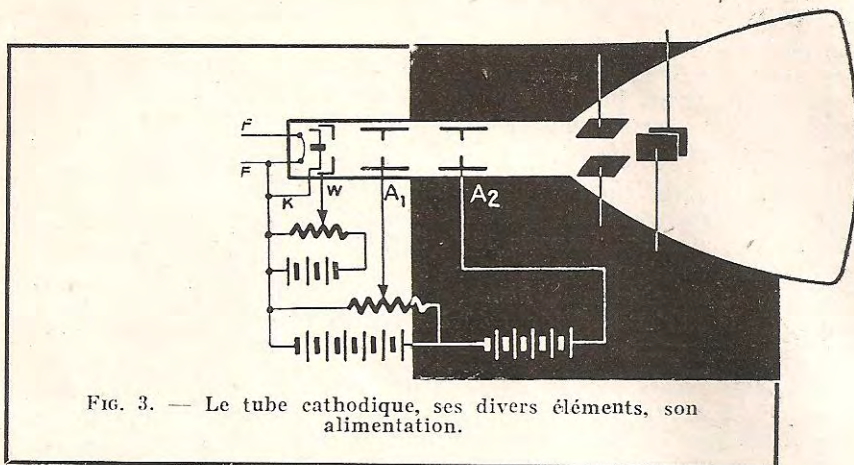 F
F
K
W
A1
A2
FIG. 3. — Le tube cathodique, ses divers éléments, son
alimentation.